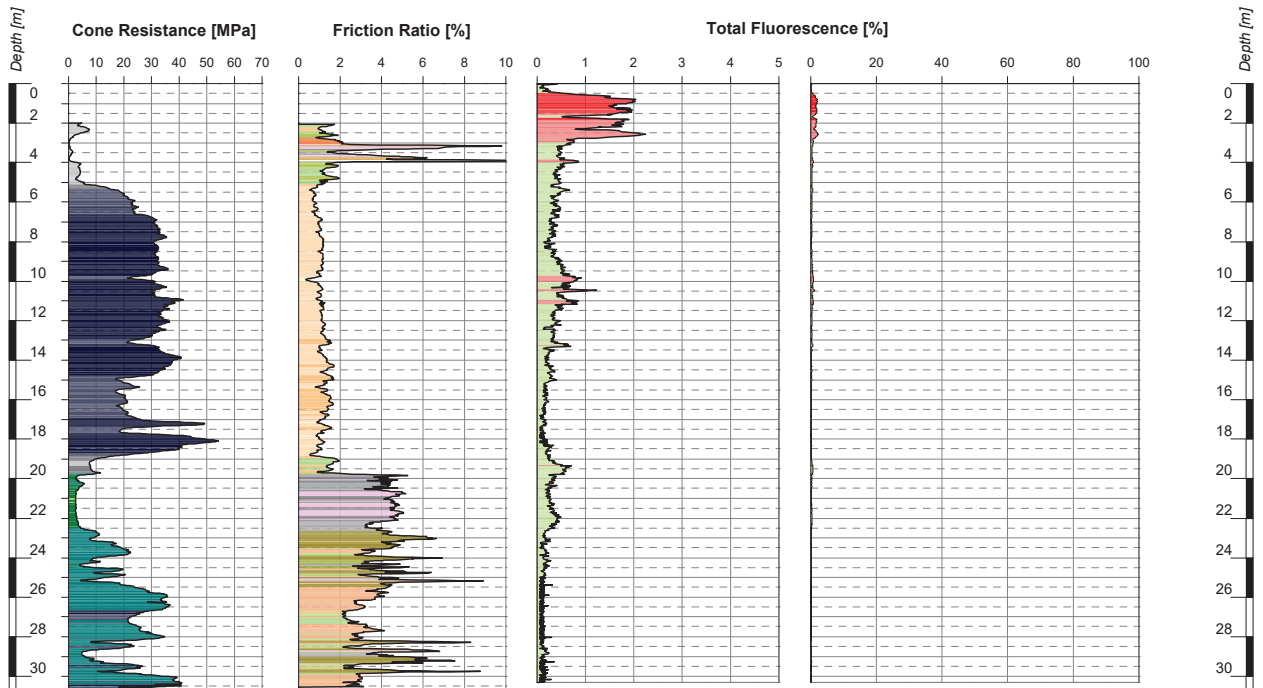 Depth [m]
Cone Resistance [MPa]
Friction Ratio [%]
Total Fluorescence [%]
Depth [m]
0 10 20 30 40 50 60 70
0 2 4 6 8 10
0 1 2 3 4 5
0 20 40 60 80 100
0 0
2 2
4 4
6 6
8 8
10 10
12 12
14 14
16 16
18 18
20 20
22 22
24 24
26 26
28 28
30 30